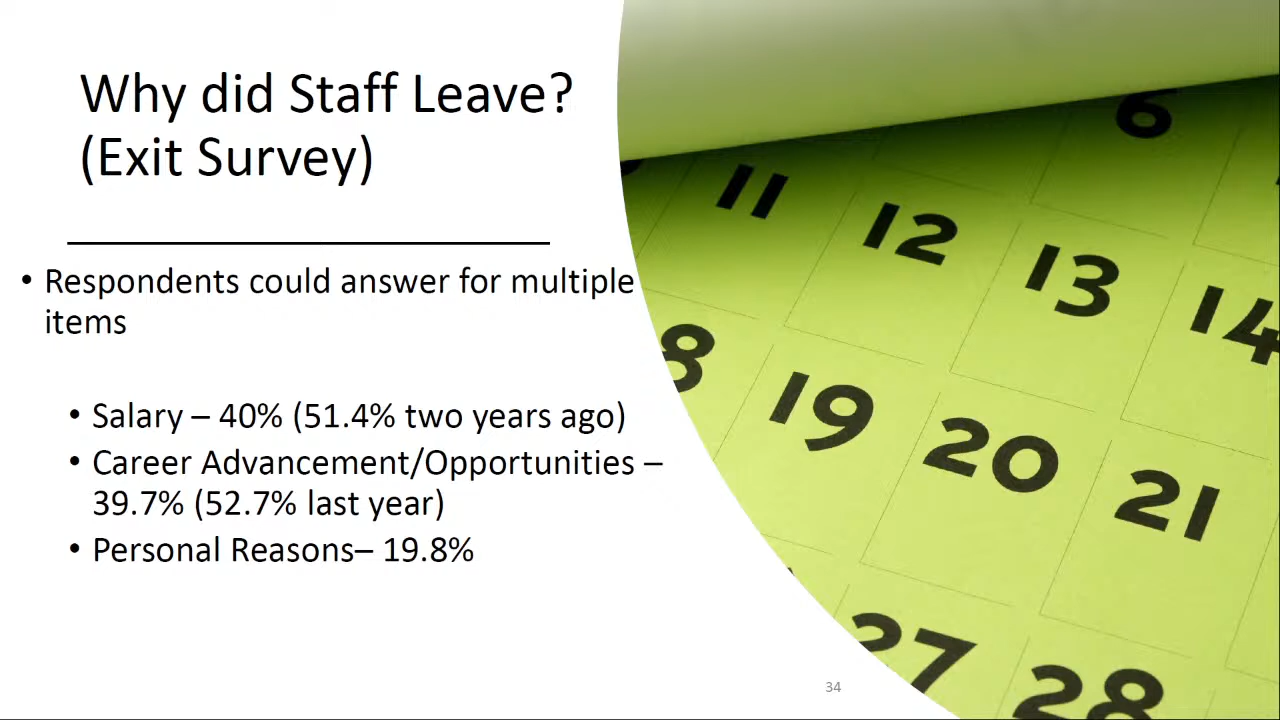 Why did Staff Leave?
(Exit Survey)
• Respondents could answer for multiple
items
• Salary – 40% (51.4% two years ago)
• Career Advancement/Opportunities –
39.7% (52.7% last year)
• Personal Reasons– 19.8%
6
11
12
13
14
8
19
20
21
27
28
34